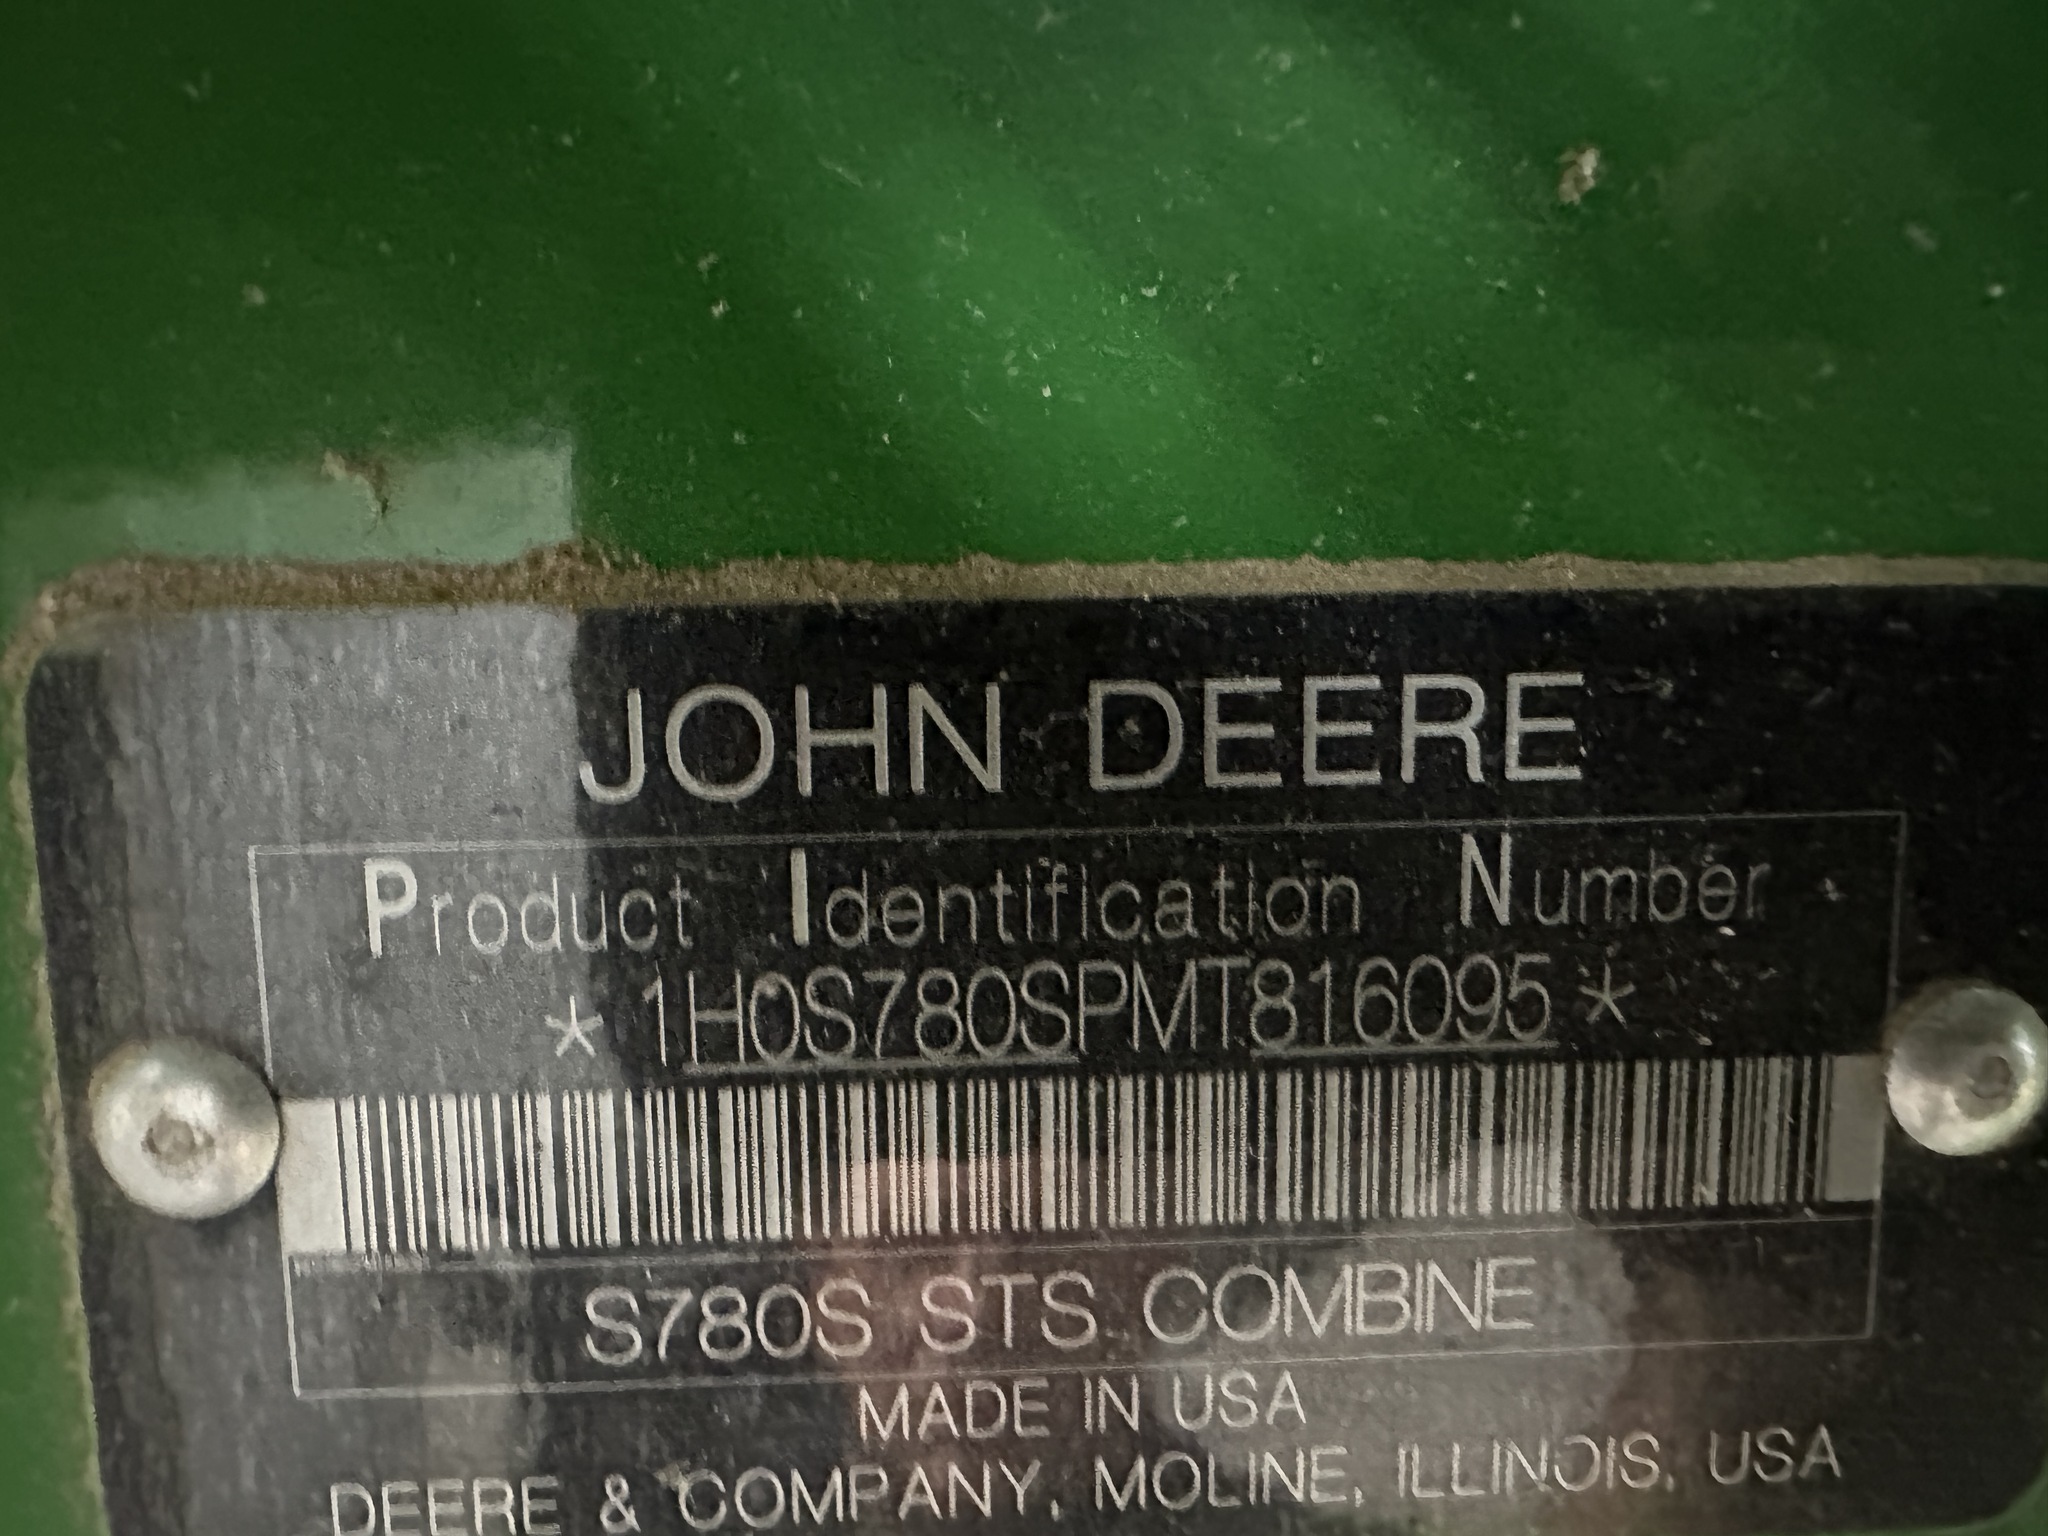 JOHN DEERE
Product Identification Number
* 1H0S780SPMT816095 *
S780S STS COMBINE
MADE IN USA
DEERE & COMPANY, MOLINE, ILLINOIS, USA